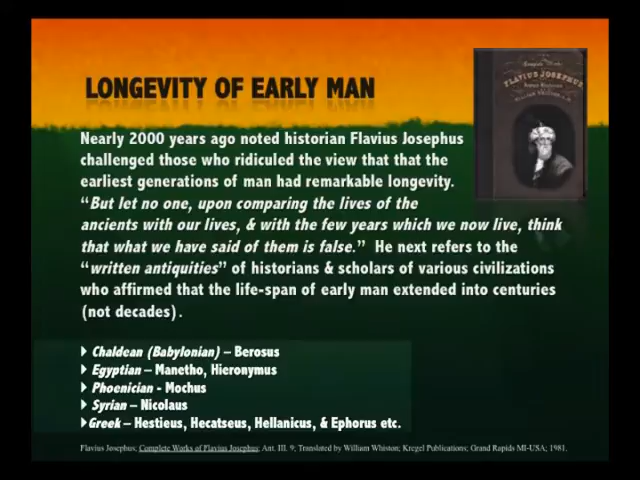 LONGEVITY OF EARLY MAN
FLAVIUS JOSEPHUS
Nearly 2000 years ago noted historian Flavius Josephus
challenged those who ridiculed the view that that the
earliest generations of man had remarkable longevity.
“But let no one, upon comparing the lives of the
ancients with our lives, & with the few years which we now live, think
that what we have said of them is false.” He next refers to the
“written antiquities” of historians & scholars of various civilizations
who affirmed that the life-span of early man extended into centuries
(not decades).
Chaldean (Babylonian) – Berosus
Egyptian – Manetho, Hieronymus
Phoenician - Mochus
Syrian – Nicolaus
Greek – Hestieus, Hecatseus, Hellanicus, & Ephorus etc.
Flavius Josephus; Complete Works of Flavius Josephus; Ant. III. 9; Translated by William Whiston; Kregel Publications; Grand Rapids MI-USA; 1981.